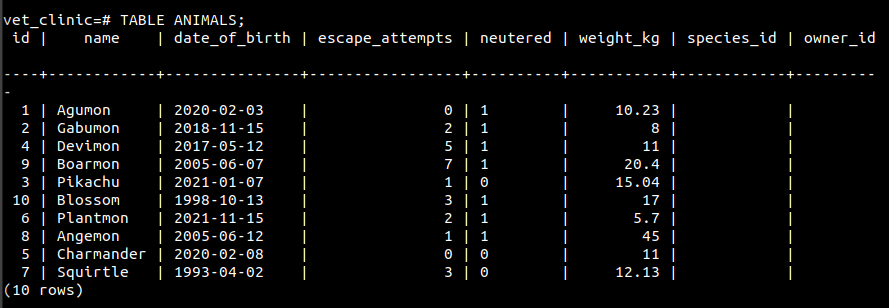 vet_clinic=# TABLE ANIMALS;
 id |    name    | date_of_birth | escape_attempts | neutered | weight_kg | species_id | owner_id
----+------------+---------------+-----------------+----------+-----------+------------+---------
-
  1 | Agumon     | 2020-02-03    |               0 | 1        |     10.23 |            |
  2 | Gabumon    | 2018-11-15    |               2 | 1        |         8 |            |
  4 | Devimon    | 2017-05-12    |               5 | 1        |        11 |            |
  9 | Boarmon    | 2005-06-07    |               7 | 1        |      20.4 |            |
  3 | Pikachu    | 2021-01-07    |               1 | 0        |     15.04 |            |
 10 | Blossom    | 1998-10-13    |               3 | 1        |        17 |            |
  6 | Plantmon   | 2021-11-15    |               2 | 1        |       5.7 |            |
  8 | Angemon    | 2005-06-12    |               1 | 1        |        45 |            |
  5 | Charmander | 2020-02-08    |               0 | 0        |        11 |            |
  7 | Squirtle   | 1993-04-02    |               3 | 0        |     12.13 |            |
(10 rows)